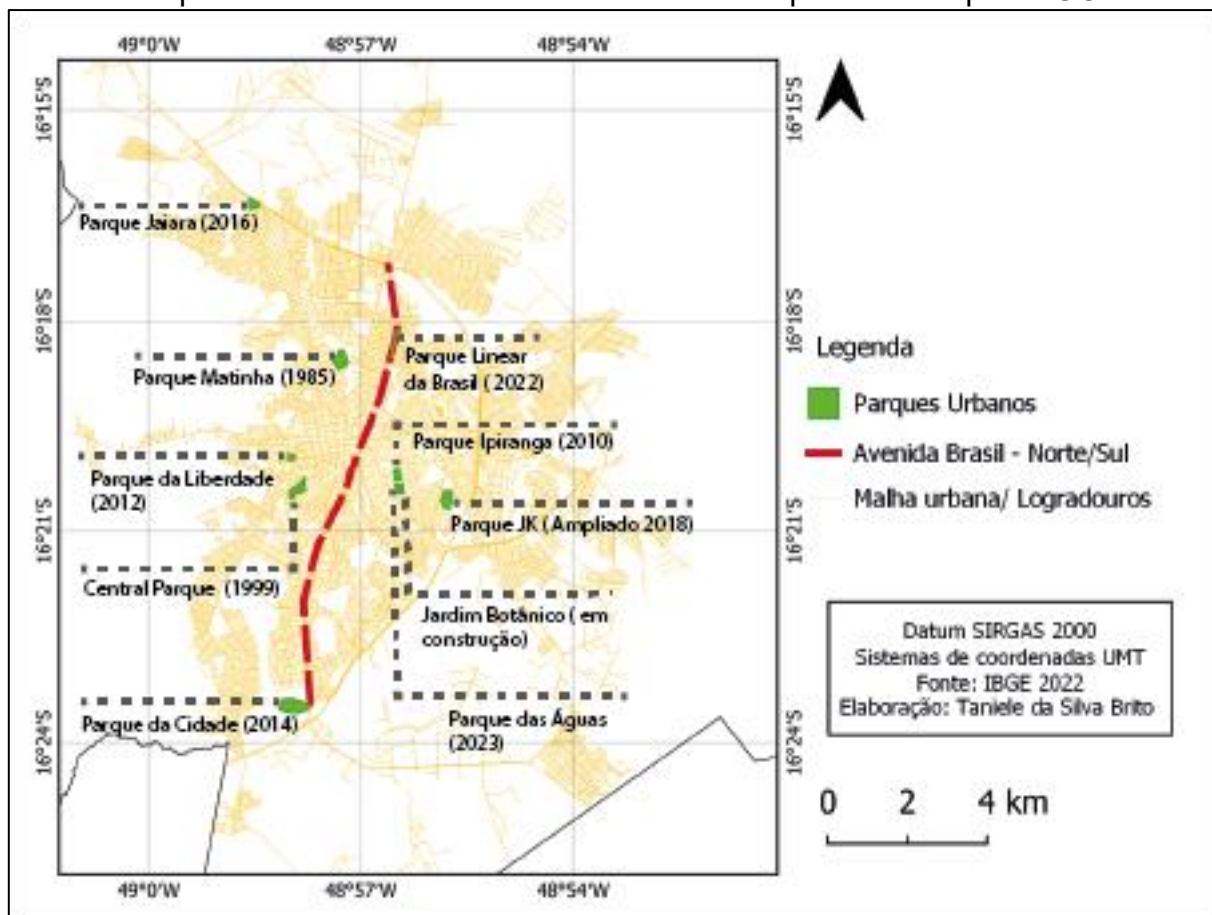 49°0'W 48°57'W 48°54'W
16°15'S 16°15'S
Parque Jaiara (2016)
16°18'S 16°18'S
Parque Linear
da Brasil ( 2022)
Parque Matinha (1985)
Legenda
Parques Urbanos
Avenida Brasil - Norte/Sul
Malha urbana/ Logradouros
Parque Ipiranga (2010)
Parque da Liberdade
(2012)
Parque JK ( Ampliado 2018)
16°21'S 16°21'S
Central Parque (1999)
Jardim Botânico ( em
construção)
Parque da Cidade (2014)
Parque das Águas
(2023)
16°24'S 16°24'S
Datum SIRGAS 2000
Sistemas de coordenadas UMT
Fonte: IBGE 2022
Elaboração: Taniele da Silva Brito
0 2 4 km
49°0'W 48°57'W 48°54'W